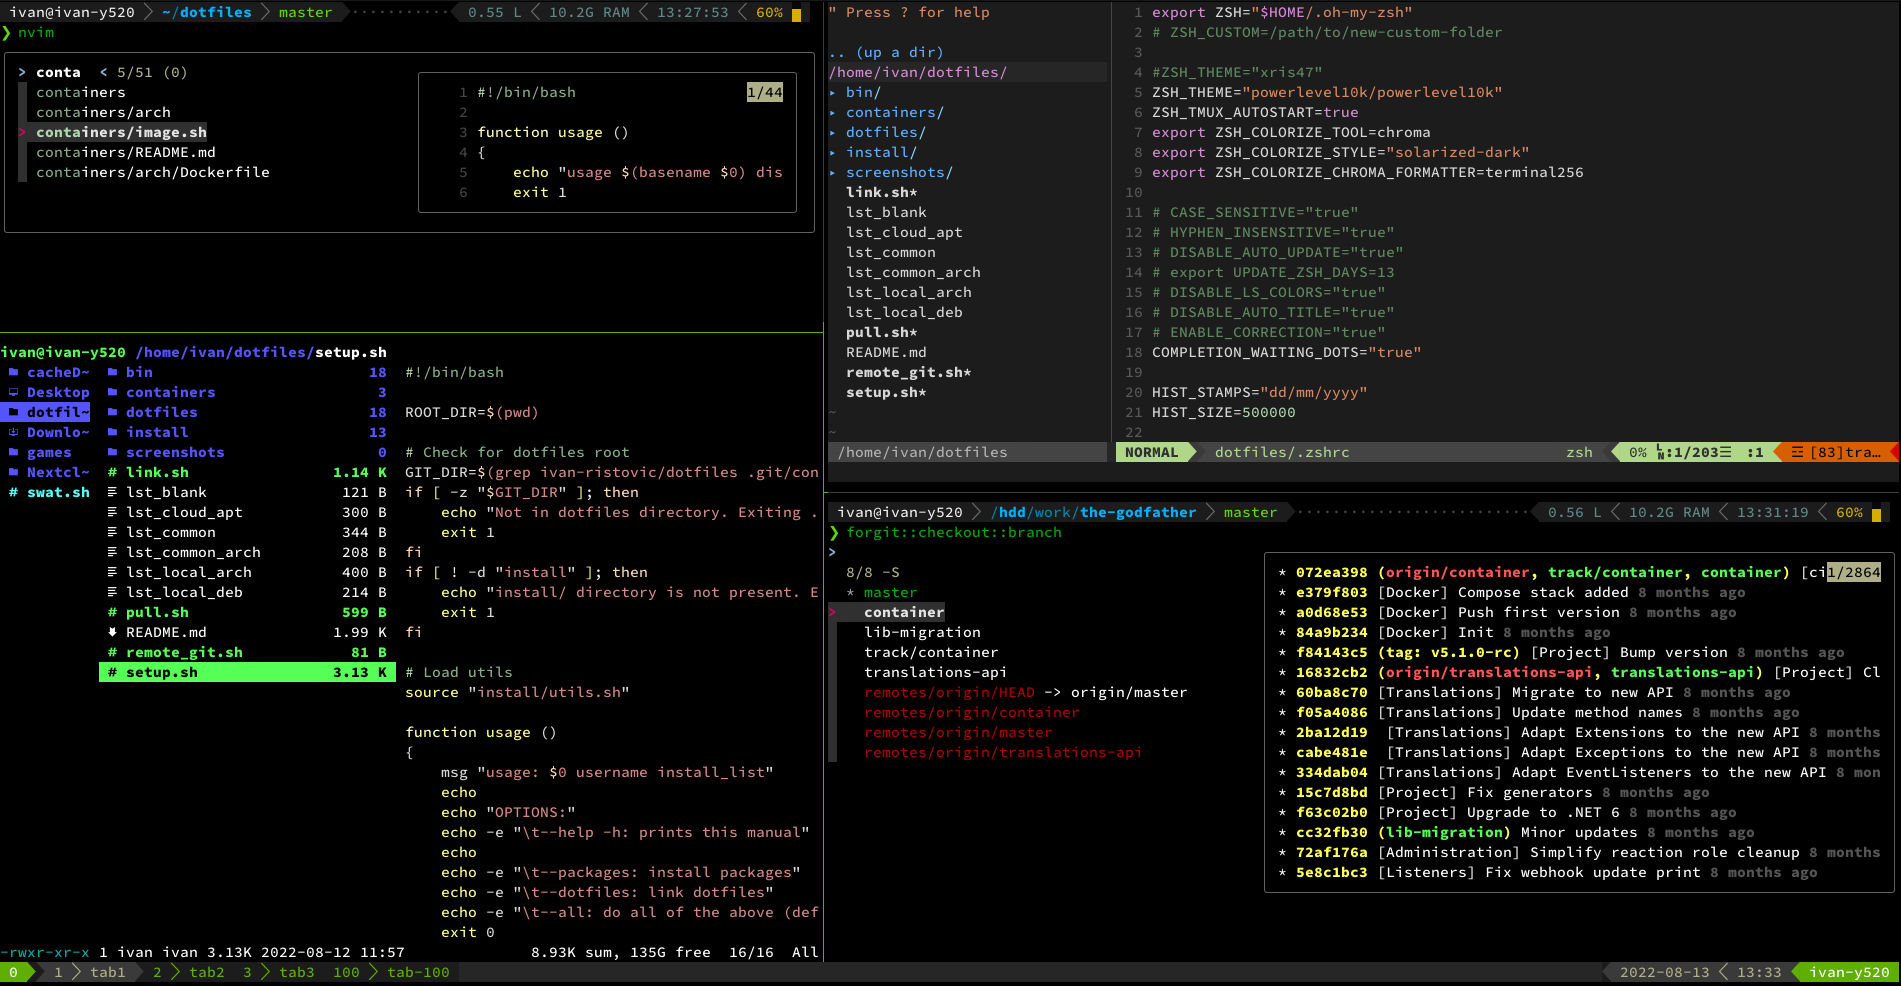 ivan@ivan-y520 ~/dotfiles master 0.55 L 10.2G RAM 13:27:53 60%
❯ nvim
> conta < 5/51 (0)
containers
containers/arch
> containers/image.sh
containers/README.md
containers/arch/Dockerfile
1 #!/bin/bash 1/44
2
3 function usage ()
4 {
5 echo "usage $(basename $0) dis
6 exit 1
ivan@ivan-y520 /home/ivan/dotfiles/setup.sh
cacheD~
Desktop
dotfil~
Downlo~
games
Nextcl~
# swat.sh
bin 18
containers 3
dotfiles 18
install 13
screenshots 0
# link.sh 1.14 K
lst_blank 121 B
lst_cloud_apt 300 B
lst_common 344 B
lst_common_arch 208 B
lst_local_arch 400 B
lst_local_deb 214 B
# pull.sh 599 B
README.md 1.99 K
# remote_git.sh 81 B
# setup.sh 3.13 K
#!/bin/bash
ROOT_DIR=$(pwd)
# Check for dotfiles root
GIT_DIR=$(grep ivan-ristovic/dotfiles .git/con
if [ -z "$GIT_DIR" ]; then
echo "Not in dotfiles directory. Exiting .
exit 1
fi
if [ ! -d "install" ]; then
echo "install/ directory is not present. E
exit 1
fi
# Load utils
source "install/utils.sh"
function usage ()
{
msg "usage: $0 username install_list"
echo
echo "OPTIONS:"
echo -e "\t--help -h: prints this manual"
echo
echo -e "\t--packages: install packages"
echo -e "\t--dotfiles: link dotfiles"
echo -e "\t--all: do all of the above (def
exit 0
-rwxr-xr-x 1 ivan ivan 3.13K 2022-08-12 11:57 8.93K sum, 135G free 16/16 All
" Press ? for help
.. (up a dir)
/home/ivan/dotfiles/
▸ bin/
▸ containers/
▸ dotfiles/
▸ install/
▸ screenshots/
link.sh*
lst_blank
lst_cloud_apt
lst_common
lst_common_arch
lst_local_arch
lst_local_deb
pull.sh*
README.md
remote_git.sh*
setup.sh*
~
~
/home/ivan/dotfiles
1 export ZSH="$HOME/.oh-my-zsh"
2 # ZSH_CUSTOM=/path/to/new-custom-folder
3
4 #ZSH_THEME="xris47"
5 ZSH_THEME="powerlevel10k/powerlevel10k"
6 ZSH_TMUX_AUTOSTART=true
7 export ZSH_COLORIZE_TOOL=chroma
8 export ZSH_COLORIZE_STYLE="solarized-dark"
9 export ZSH_COLORIZE_CHROMA_FORMATTER=terminal256
10
11 # CASE_SENSITIVE="true"
12 # HYPHEN_INSENSITIVE="true"
13 # DISABLE_AUTO_UPDATE="true"
14 # export UPDATE_ZSH_DAYS=13
15 # DISABLE_LS_COLORS="true"
16 # DISABLE_AUTO_TITLE="true"
17 # ENABLE_CORRECTION="true"
18 COMPLETION_WAITING_DOTS="true"
19
20 HIST_STAMPS="dd/mm/yyyy"
21 HIST_SIZE=500000
22
NORMAL dotfiles/.zshrc zsh 0% ㏑:1/203☰ :1 ☲ [83]tra…
ivan@ivan-y520 /hdd/work/the-godfather master 0.56 L 10.2G RAM 13:31:19 60%
❯ forgit::checkout::branch
>
8/8 -S
* master
> container
lib-migration
track/container
translations-api
remotes/origin/HEAD -> origin/master
remotes/origin/container
remotes/origin/master
remotes/origin/translations-api
* 072ea398 (origin/container, track/container, container) [ci 1/2864
* e379f803 [Docker] Compose stack added 8 months ago
* a0d68e53 [Docker] Push first version 8 months ago
* 84a9b234 [Docker] Init 8 months ago
* f84143c5 (tag: v5.1.0-rc) [Project] Bump version 8 months ago
* 16832cb2 (origin/translations-api, translations-api) [Project] Cl
* 60ba8c70 [Translations] Migrate to new API 8 months ago
* f05a4086 [Translations] Update method names 8 months ago
* 2ba12d19 [Translations] Adapt Extensions to the new API 8 months
* cabe481e [Translations] Adapt Exceptions to the new API 8 months
* 334dab04 [Translations] Adapt EventListeners to the new API 8 mon
* 15c7d8bd [Project] Fix generators 8 months ago
* f63c02b0 [Project] Upgrade to .NET 6 8 months ago
* cc32fb30 (lib-migration) Minor updates 8 months ago
* 72af176a [Administration] Simplify reaction role cleanup 8 months
* 5e8c1bc3 [Listeners] Fix webhook update print 8 months ago
0 1 tab1 2 tab2 3 tab3 100 tab-100 2022-08-13 13:33 ivan-y520